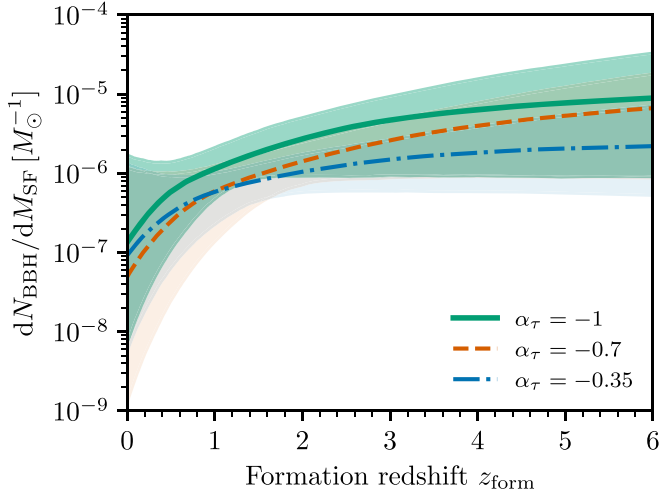 10⁻⁴
10⁻⁵
10⁻⁶
10⁻⁷
10⁻⁸
10⁻⁹
dN_BBH/dM_SF [M_⊙⁻¹]
α_τ = −1
α_τ = −0.7
α_τ = −0.35
0 1 2 3 4 5 6
Formation redshift z_form